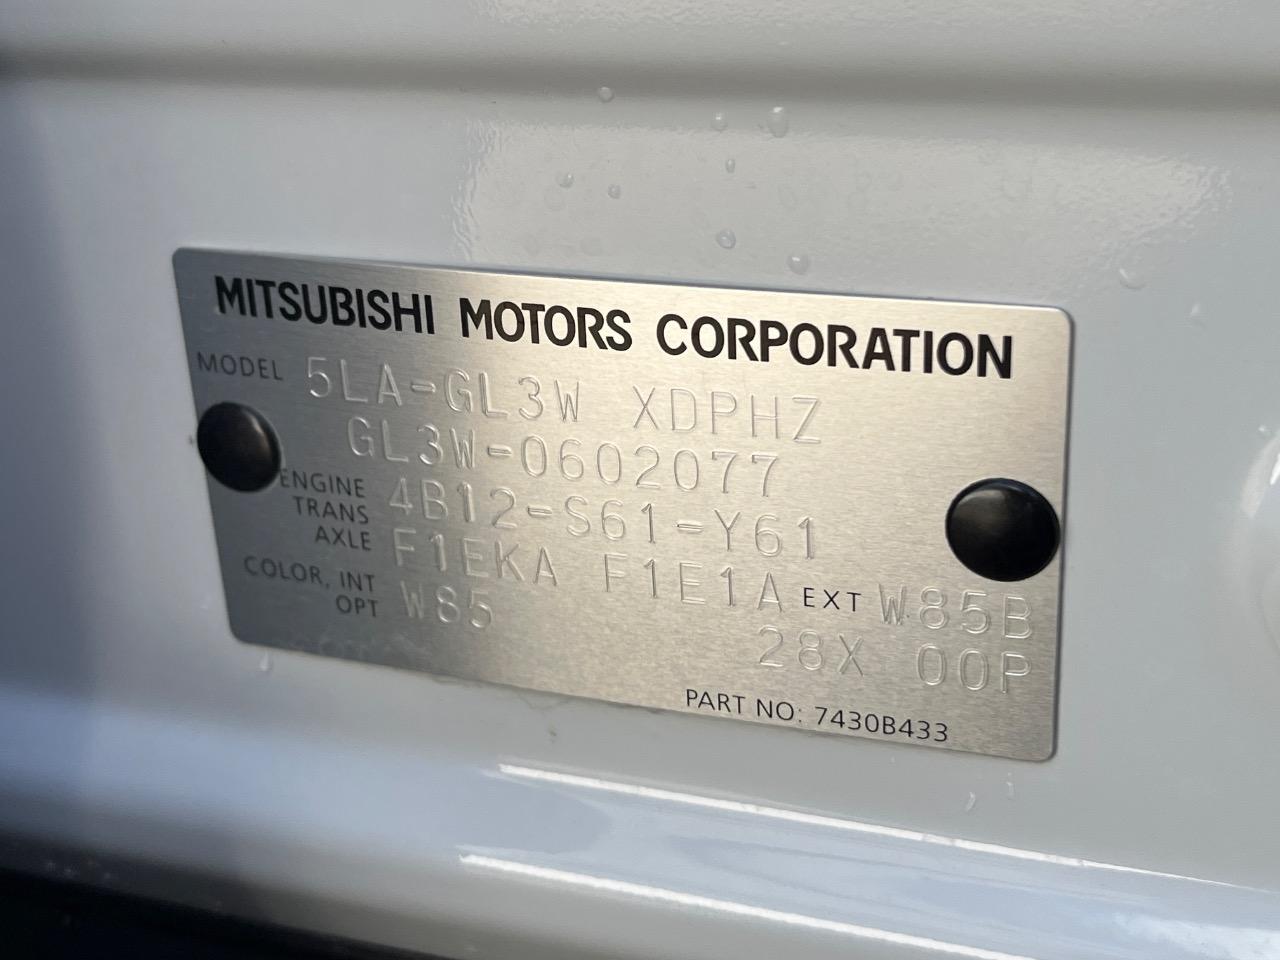 MITSUBISHI MOTORS CORPORATION
MODEL 5LA-GL3W XDPHZ
GL3W-0602077
ENGINE 4B12-S61-Y61
TRANS
AXLE F1EKA F1E1A
COLOR, INT W85 EXT W85B
OPT 28X 00P
PART NO: 7430B433